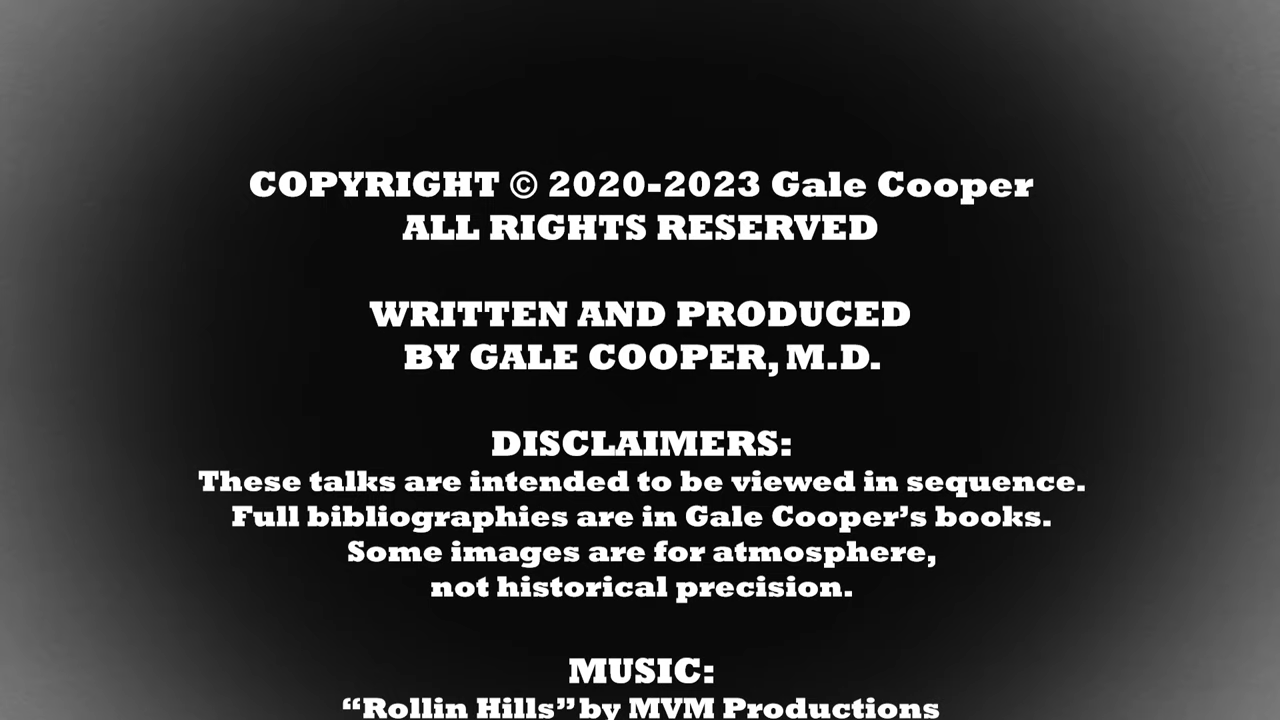 COPYRIGHT © 2020-2023 Gale Cooper
ALL RIGHTS RESERVED
WRITTEN AND PRODUCED
BY GALE COOPER, M.D.
DISCLAIMERS:
These talks are intended to be viewed in sequence.
Full bibliographies are in Gale Cooper’s books.
Some images are for atmosphere,
not historical precision.
MUSIC:
“Rollin Hills” by MVM Productions